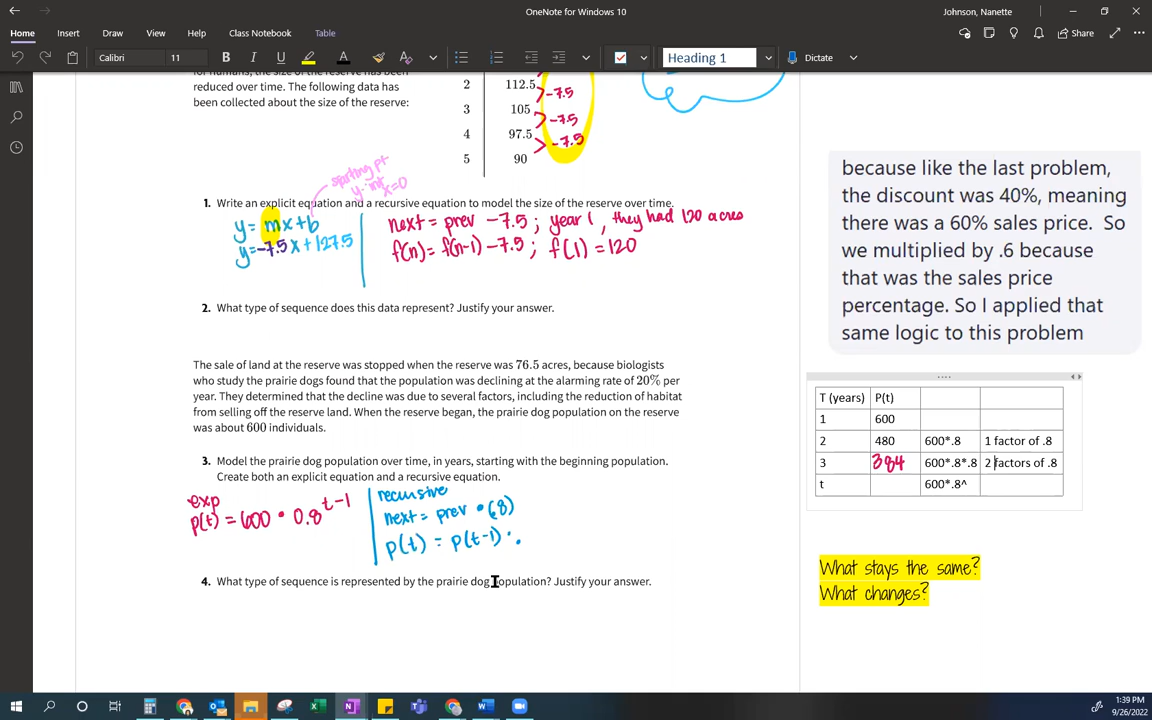 OneNote for Windows 10
Johnson, Nanette
Home Insert Draw View Help Class Notebook Table
Share
Calibri 11 B I U A Heading 1 Dictate
reduced over time. The following data has
been collected about the size of the reserve:
2 112.5
-7.5
3 105
-7.5
4 97.5
-7.5
5 90
starting pt
y-int
x=0
1. Write an explicit equation and a recursive equation to model the size of the reserve over time.
y= mx+b
y=-7.5x+127.5
next = prev -7.5 ; year 1, they had 120 acres
f(n)= f(n-1) -7.5 ; f(1) =120
2. What type of sequence does this data represent? Justify your answer.
The sale of land at the reserve was stopped when the reserve was 76.5 acres, because biologists
who study the prairie dogs found that the population was declining at the alarming rate of 20% per
year. They determined that the decline was due to several factors, including the reduction of habitat
from selling off the reserve land. When the reserve began, the prairie dog population on the reserve
was about 600 individuals.
3. Model the prairie dog population over time, in years, starting with the beginning population.
Create both an explicit equation and a recursive equation.
exp
p(t) = 600 • 0.8^t-1
recursive
next = prev • (.8)
p(t) = p(t-1) •.
4. What type of sequence is represented by the prairie dog population? Justify your answer.
because like the last problem,
the discount was 40%, meaning
there was a 60% sales price. So
we multiplied by .6 because
that was the sales price
percentage. So I applied that
same logic to this problem
T (years) P(t)
1 600
2 480 600*.8 1 factor of .8
3 384 600*.8*.8 2 factors of .8
t 600*.8^
What stays the same?
What changes?
1:39 PM
9/26/2022